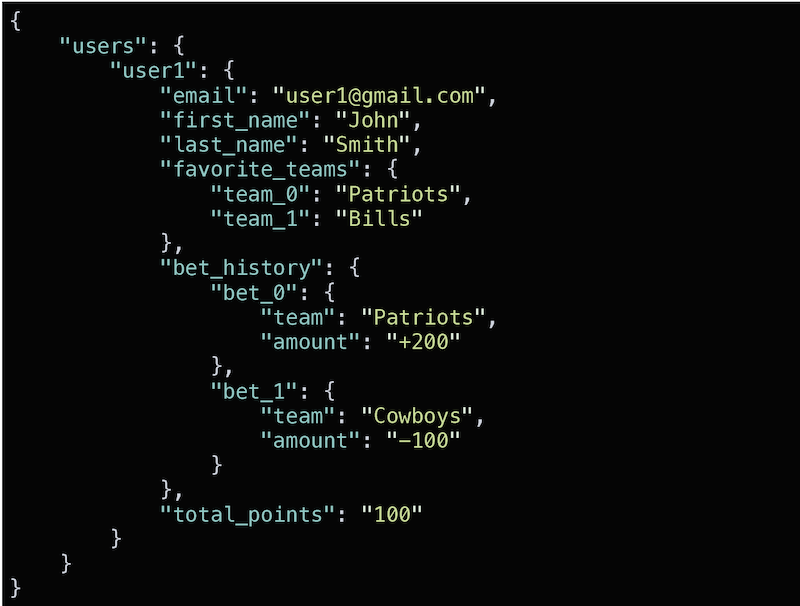 {
    "users": {
        "user1": {
            "email": "user1@gmail.com",
            "first_name": "John",
            "last_name": "Smith",
            "favorite_teams": {
                "team_0": "Patriots",
                "team_1": "Bills"
            },
            "bet_history": {
                "bet_0": {
                    "team": "Patriots",
                    "amount": "+200"
                },
                "bet_1": {
                    "team": "Cowboys",
                    "amount": "-100"
                }
            },
            "total_points": "100"
        }
    }
}